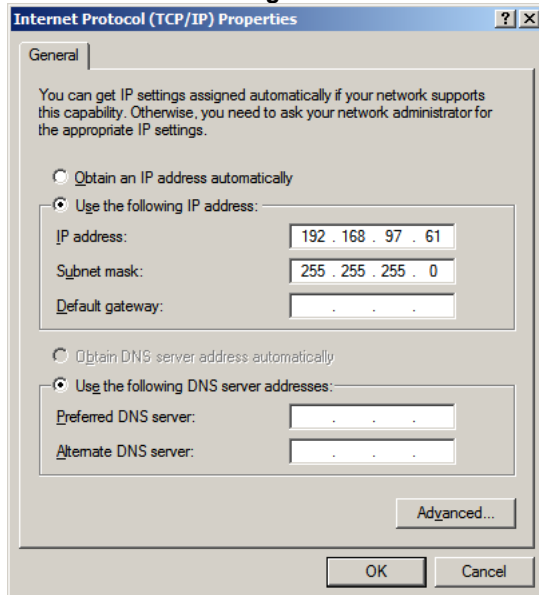 Internet Protocol (TCP/IP) Properties
General
You can get IP settings assigned automatically if your network supports
this capability. Otherwise, you need to ask your network administrator for
the appropriate IP settings.
Obtain an IP address automatically
Use the following IP address:
IP address: 192 . 168 . 97 . 61
Subnet mask: 255 . 255 . 255 . 0
Default gateway: . . .
Obtain DNS server address automatically
Use the following DNS server addresses:
Preferred DNS server: . . .
Alternate DNS server: . . .
Advanced...
OK Cancel